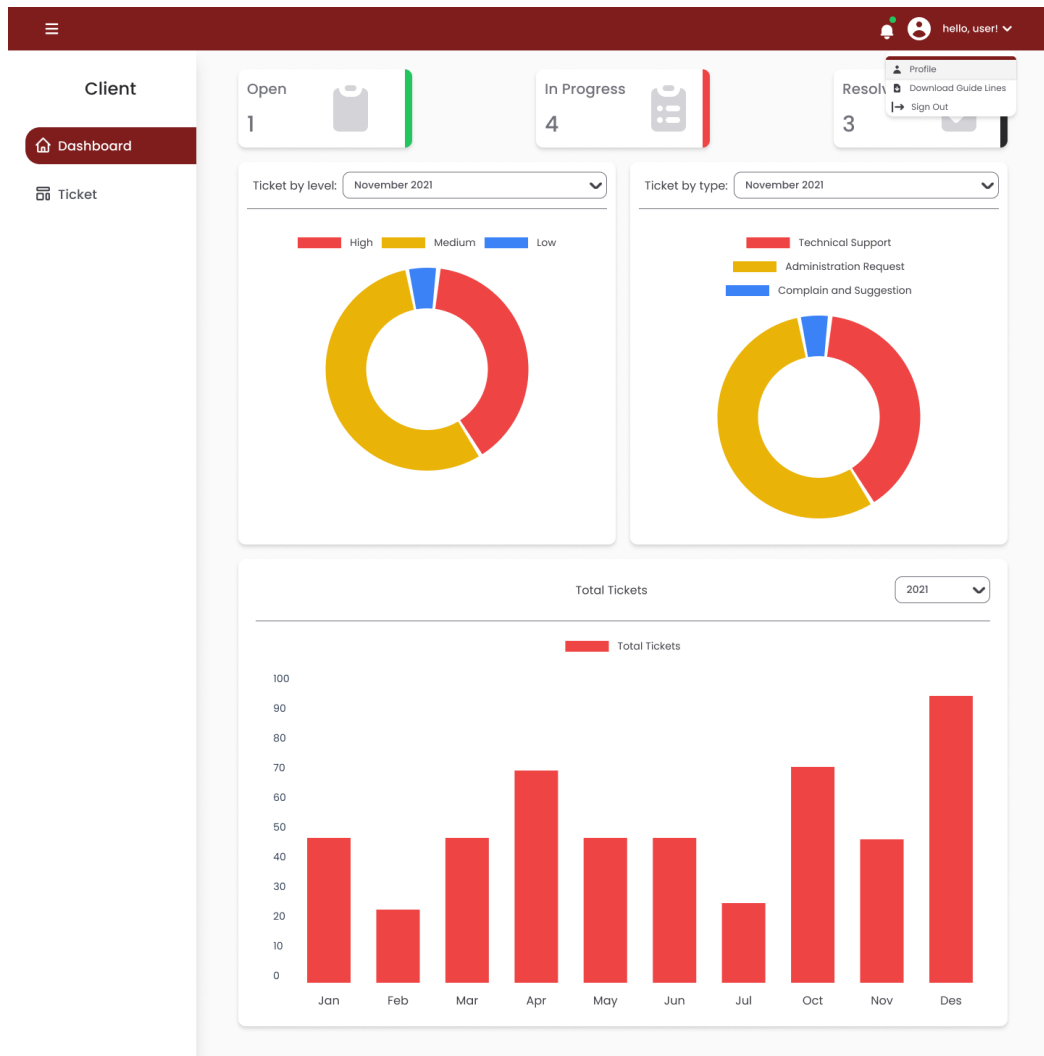 hello, user!
Profile
Download Guide Lines
Sign Out
Client
Dashboard
Ticket
Open
1
In Progress
4
3
Ticket by level: November 2021
High Medium Low
Ticket by type: November 2021
Technical Support
Administration Request
Complain and Suggestion
Total Tickets 2021
Total Tickets
100
90
80
70
60
50
40
30
20
10
0
Jan Feb Mar Apr May Jun Jul Oct Nov Des